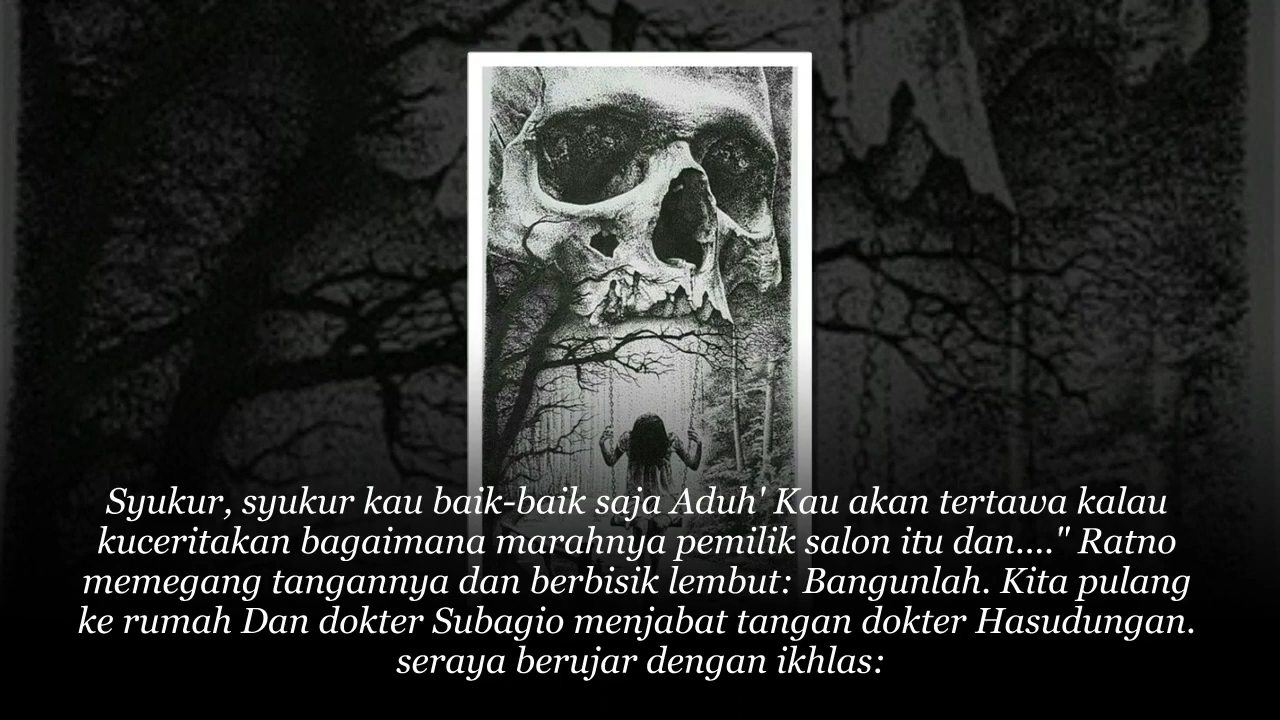 Syukur, syukur kau baik-baik saja Aduh' Kau akan tertawa kalau
kuceritakan bagaimana marahnya pemilik salon itu dan...." Ratno
memegang tangannya dan berbisik lembut: Bangunlah. Kita pulang
ke rumah Dan dokter Subagio menjabat tangan dokter Hasudungan.
seraya berujar dengan ikhlas: